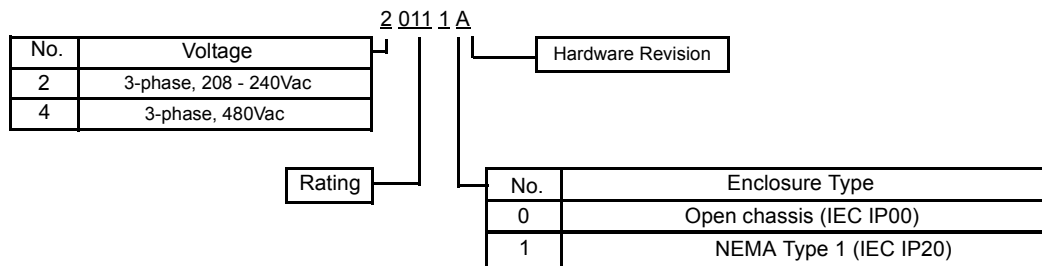 2 011 1 A
No. Voltage
2 3-phase, 208 - 240Vac
4 3-phase, 480Vac
Hardware Revision
Rating
No. Enclosure Type
0 Open chassis (IEC IP00)
1 NEMA Type 1 (IEC IP20)